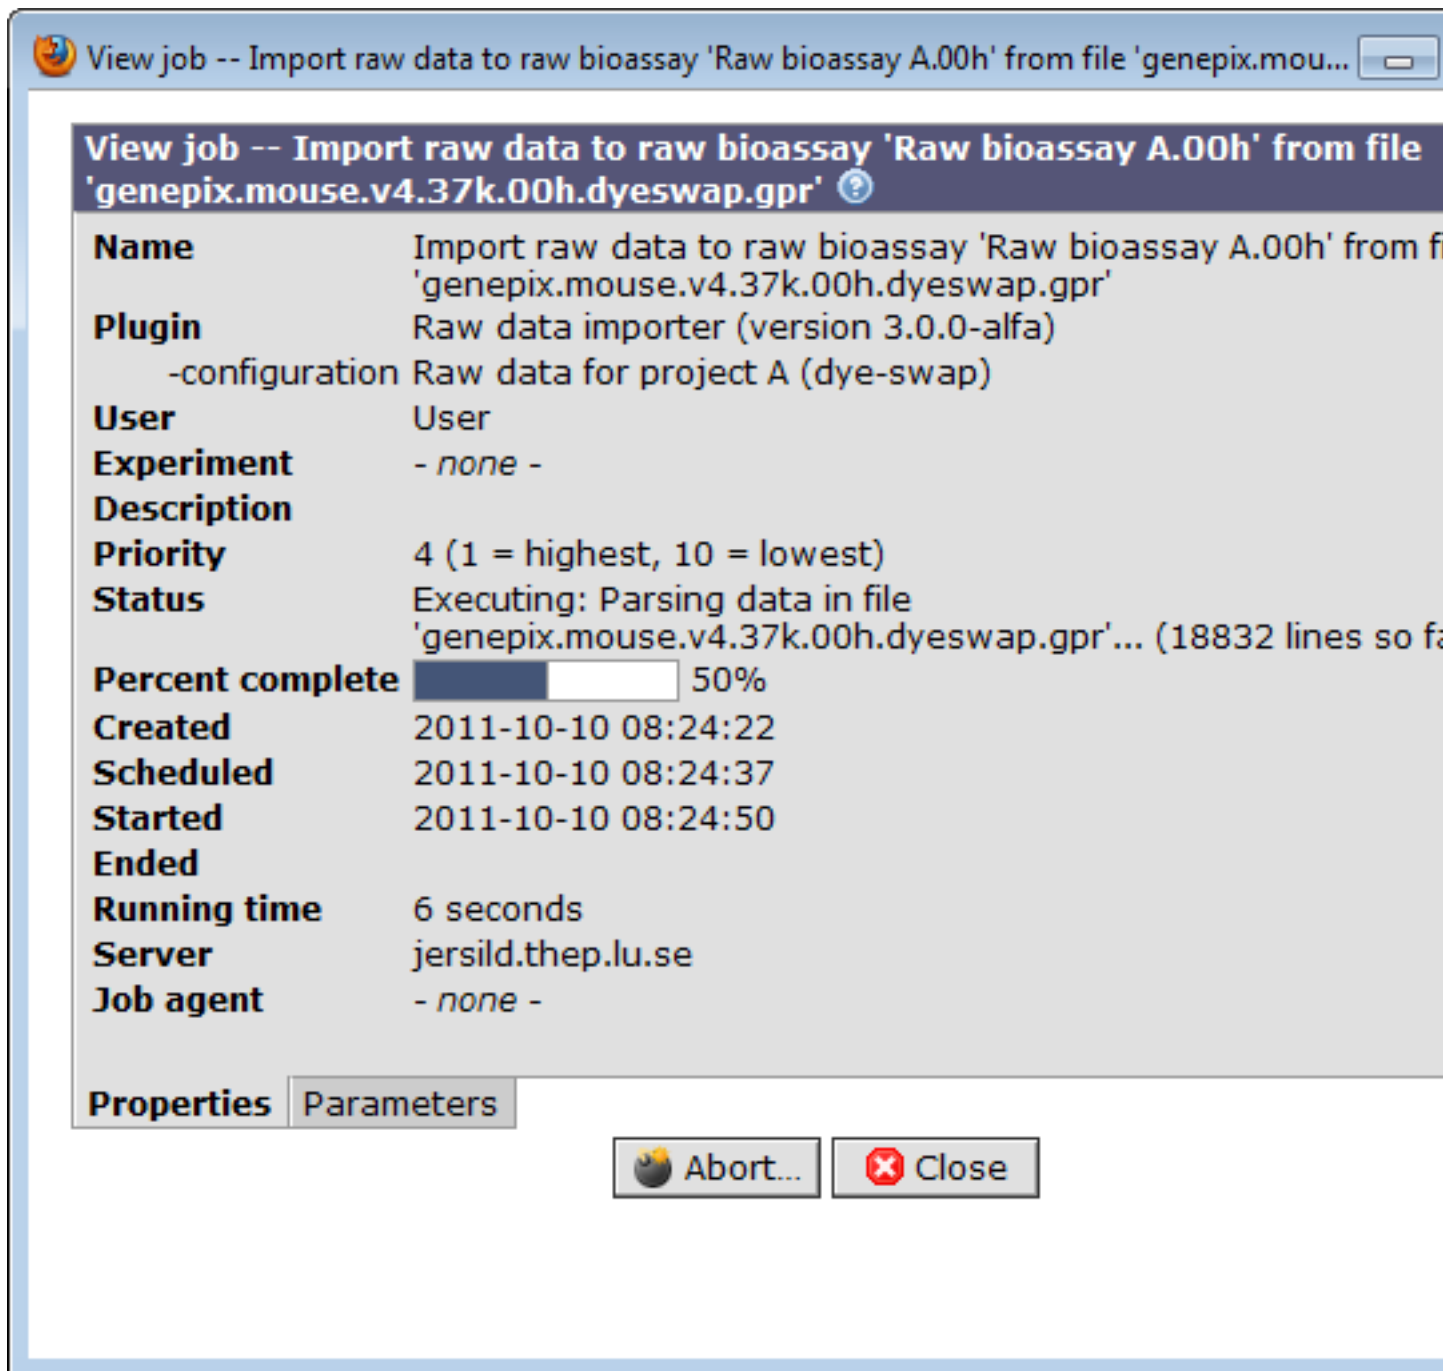 View job -- Import raw data to raw bioassay 'Raw bioassay A.00h' from file 'genepix.mou...
View job -- Import raw data to raw bioassay 'Raw bioassay A.00h' from file
'genepix.mouse.v4.37k.00h.dyeswap.gpr'
Name Import raw data to raw bioassay 'Raw bioassay A.00h' from
'genepix.mouse.v4.37k.00h.dyeswap.gpr'
Plugin Raw data importer (version 3.0.0-alfa)
-configuration Raw data for project A (dye-swap)
User User
Experiment - none -
Description
Priority 4 (1 = highest, 10 = lowest)
Status Executing: Parsing data in file
'genepix.mouse.v4.37k.00h.dyeswap.gpr'... (18832 lines so
Percent complete 50%
Created 2011-10-10 08:24:22
Scheduled 2011-10-10 08:24:37
Started 2011-10-10 08:24:50
Ended
Running time 6 seconds
Server jersild.thep.lu.se
Job agent - none -
Properties Parameters
Abort... Close